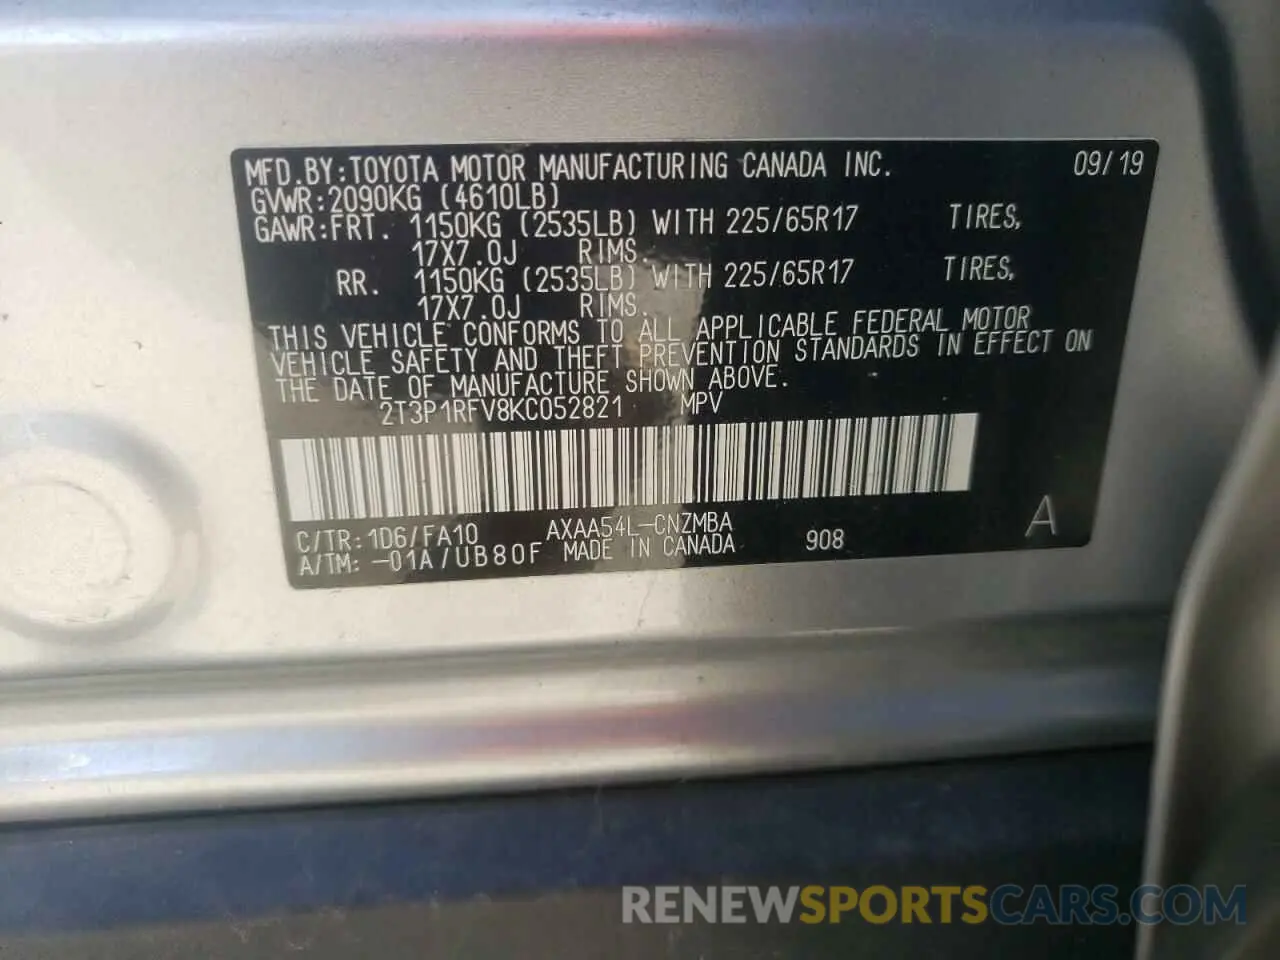 MFD.BY:TOYOTA MOTOR MANUFACTURING CANADA INC. 09/19
GVWR:2090KG (4610LB)
GAWR:FRT. 1150KG (2535LB) WITH 225/65R17 TIRES,
17X7.0J RIMS.
RR. 1150KG (2535LB) WITH 225/65R17 TIRES,
17X7.0J RIMS.
THIS VEHICLE CONFORMS TO ALL APPLICABLE FEDERAL MOTOR
VEHICLE SAFETY AND THEFT PREVENTION STANDARDS IN EFFECT ON
THE DATE OF MANUFACTURE SHOWN ABOVE.
2T3P1RFV8KC052821 MPV
C/TR: 1D6/FA10 AXAA54L-CNZMBA A
A/TM: -01A/UB80F MADE IN CANADA 908
RENEWSPORTSCARS.COM